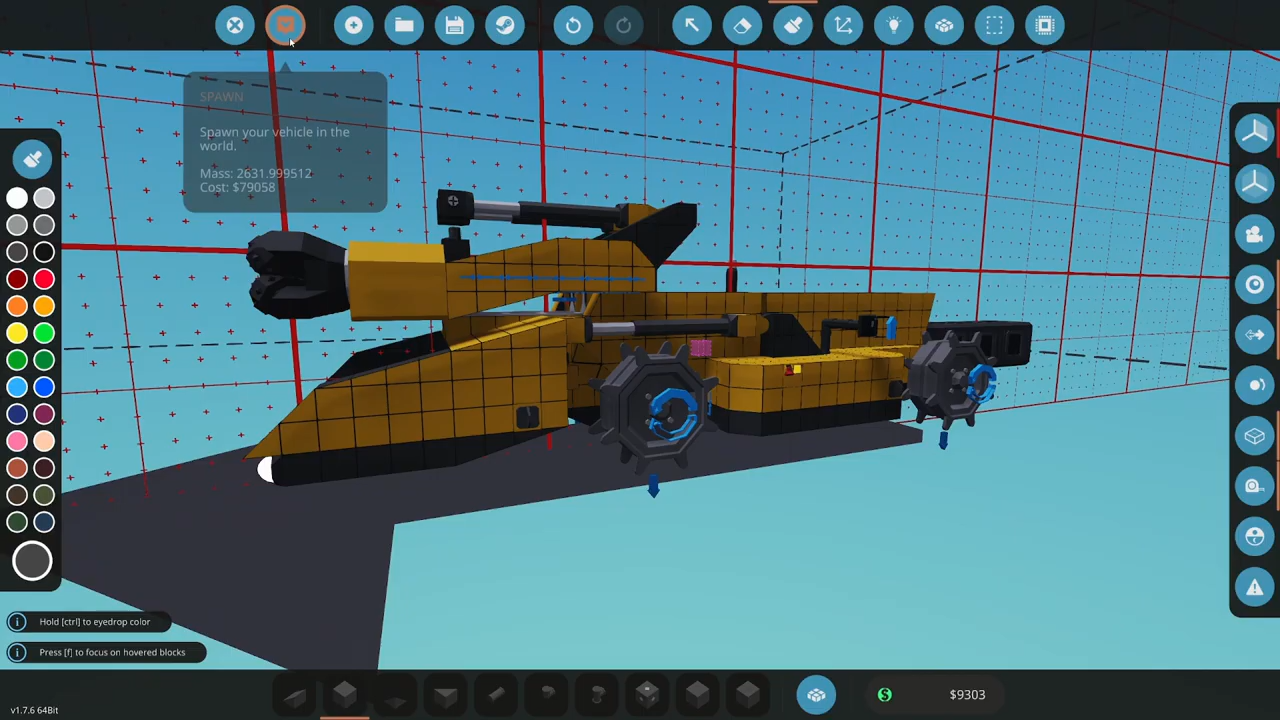 SPAWN
Spawn your vehicle in the
world.
Mass: 2631.999512
Cost: $79058
Hold [ctrl] to eyedrop color
Press [f] to focus on hovered blocks
v1.7.6 64Bit
$9303